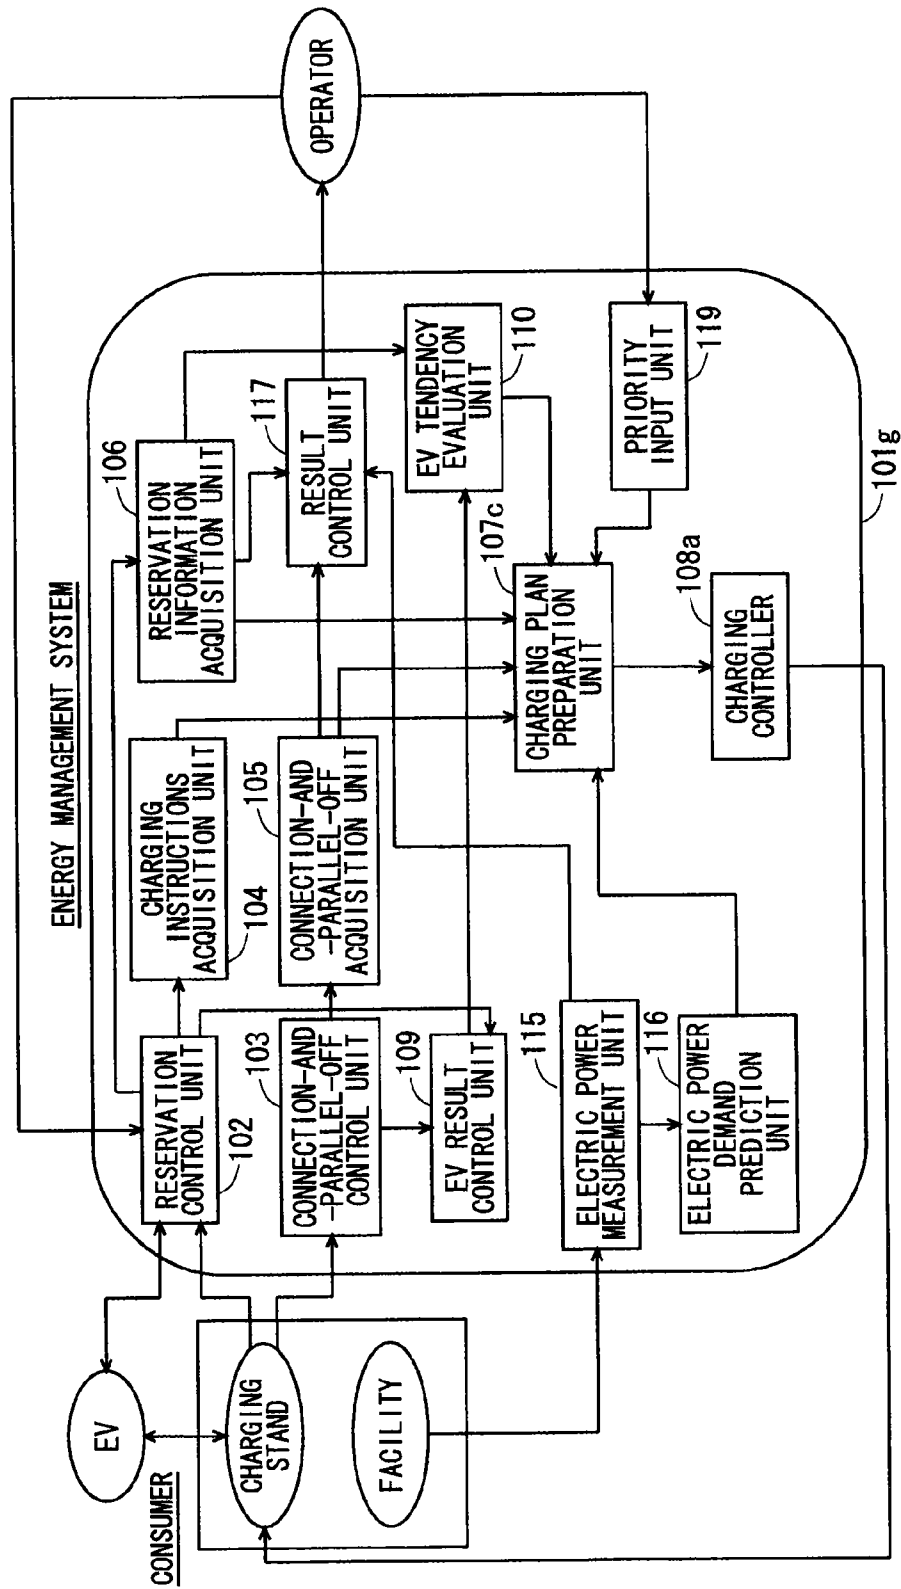 ENERGY MANAGEMENT SYSTEM
CONSUMER
EV
CHARGING
STAND
FACILITY
RESERVATION
CONTROL UNIT
102
CHARGING
INSTRUCTIONS
ACQUISITION UNIT
104
106
RESERVATION
INFORMATION
ACQUISITION UNIT
103
CONNECTION-AND
-PARALLEL-OFF
CONTROL UNIT
105
CONNECTION-AND
-PARALLEL-OFF
ACQUISITION UNIT
117
RESULT
CONTROL UNIT
OPERATOR
109
EV RESULT
CONTROL UNIT
EV TENDENCY
EVALUATION
UNIT
110
107c
CHARGING PLAN
PREPARATION
UNIT
115
ELECTRIC POWER
MEASUREMENT UNIT
116
ELECTRIC POWER
DEMAND
PREDICTION
UNIT
108a
CHARGING
CONTROLLER
PRIORITY
INPUT UNIT
119
101g